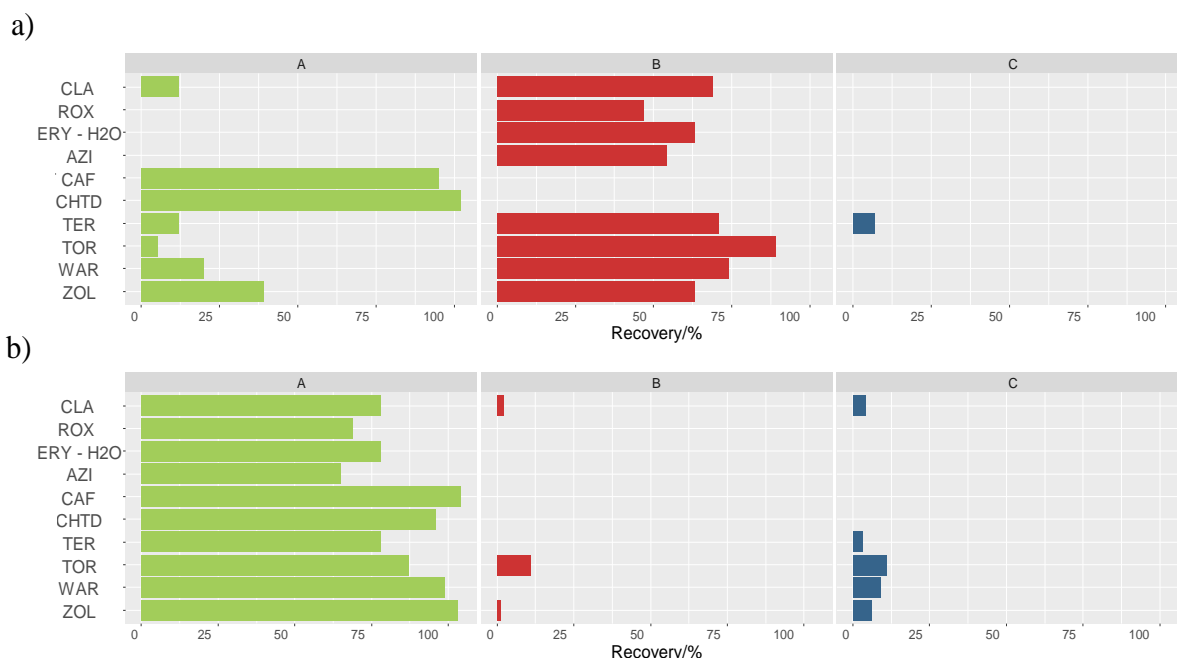 a)
A B C
CLA
ROX
ERY - H2O
AZI
CAF
CHTD
TER
TOR
WAR
ZOL
0 25 50 75 100 0 25 50 75 100 0 25 50 75 100
Recovery/%
b)
A B C
CLA
ROX
ERY - H2O
AZI
CAF
CHTD
TER
TOR
WAR
ZOL
0 25 50 75 100 0 25 50 75 100 0 25 50 75 100
Recovery/%